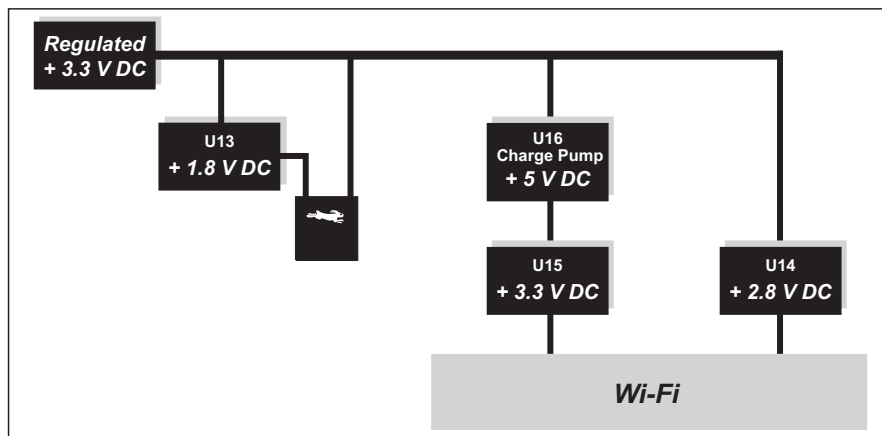 Regulated
+ 3.3 V DC
U13
+ 1.8 V DC
U16
Charge Pump
+ 5 V DC
U15
+ 3.3 V DC
U14
+ 2.8 V DC
Wi-Fi